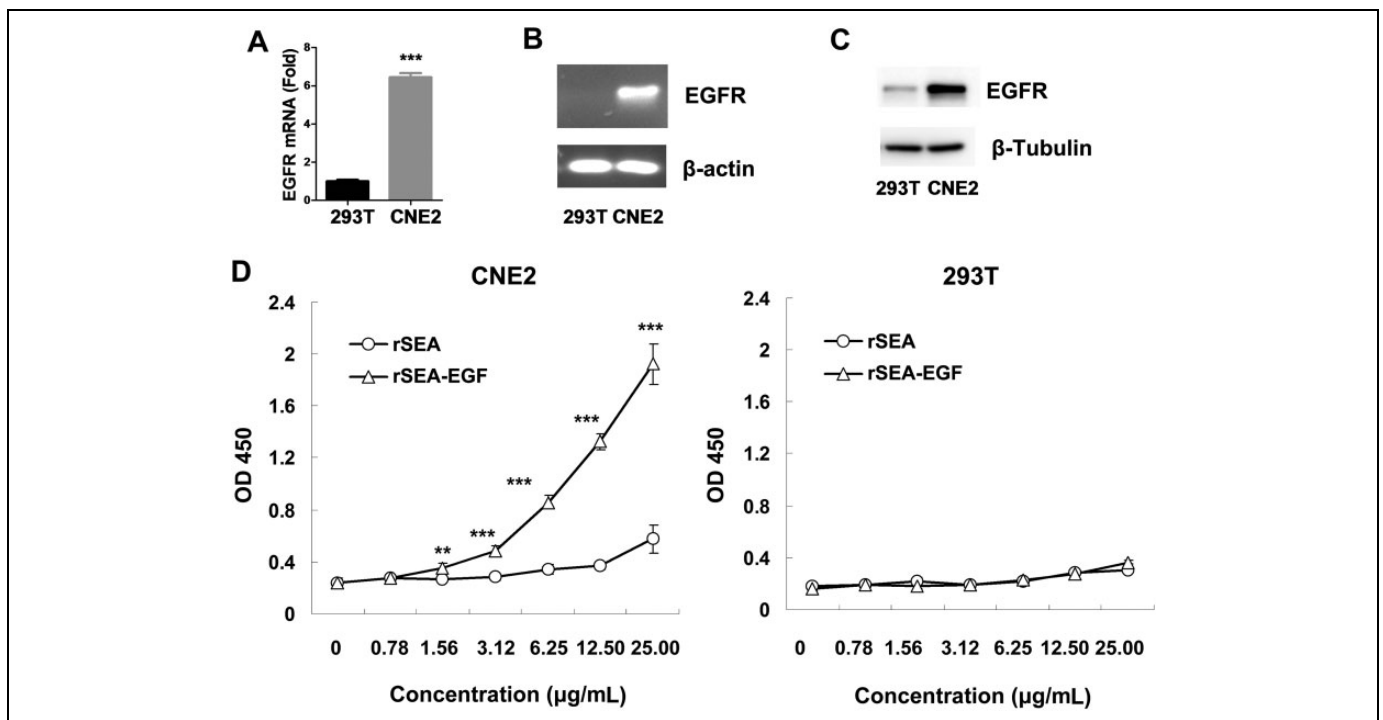 A
EGFR mRNA (Fold)
8
6
4
2
0
***
293T CNE2
B
EGFR
β-actin
293T CNE2
C
EGFR
β-Tubulin
293T CNE2
D
CNE2
OD 450
2.4
2
1.6
1.2
0.8
0.4
0
rSEA
rSEA-EGF
**
***
***
***
***
0 0.78 1.56 3.12 6.25 12.50 25.00
Concentration (µg/mL)
293T
OD 450
2.4
2
1.6
1.2
0.8
0.4
0
rSEA
rSEA-EGF
0 0.78 1.56 3.12 6.25 12.50 25.00
Concentration (µg/mL)